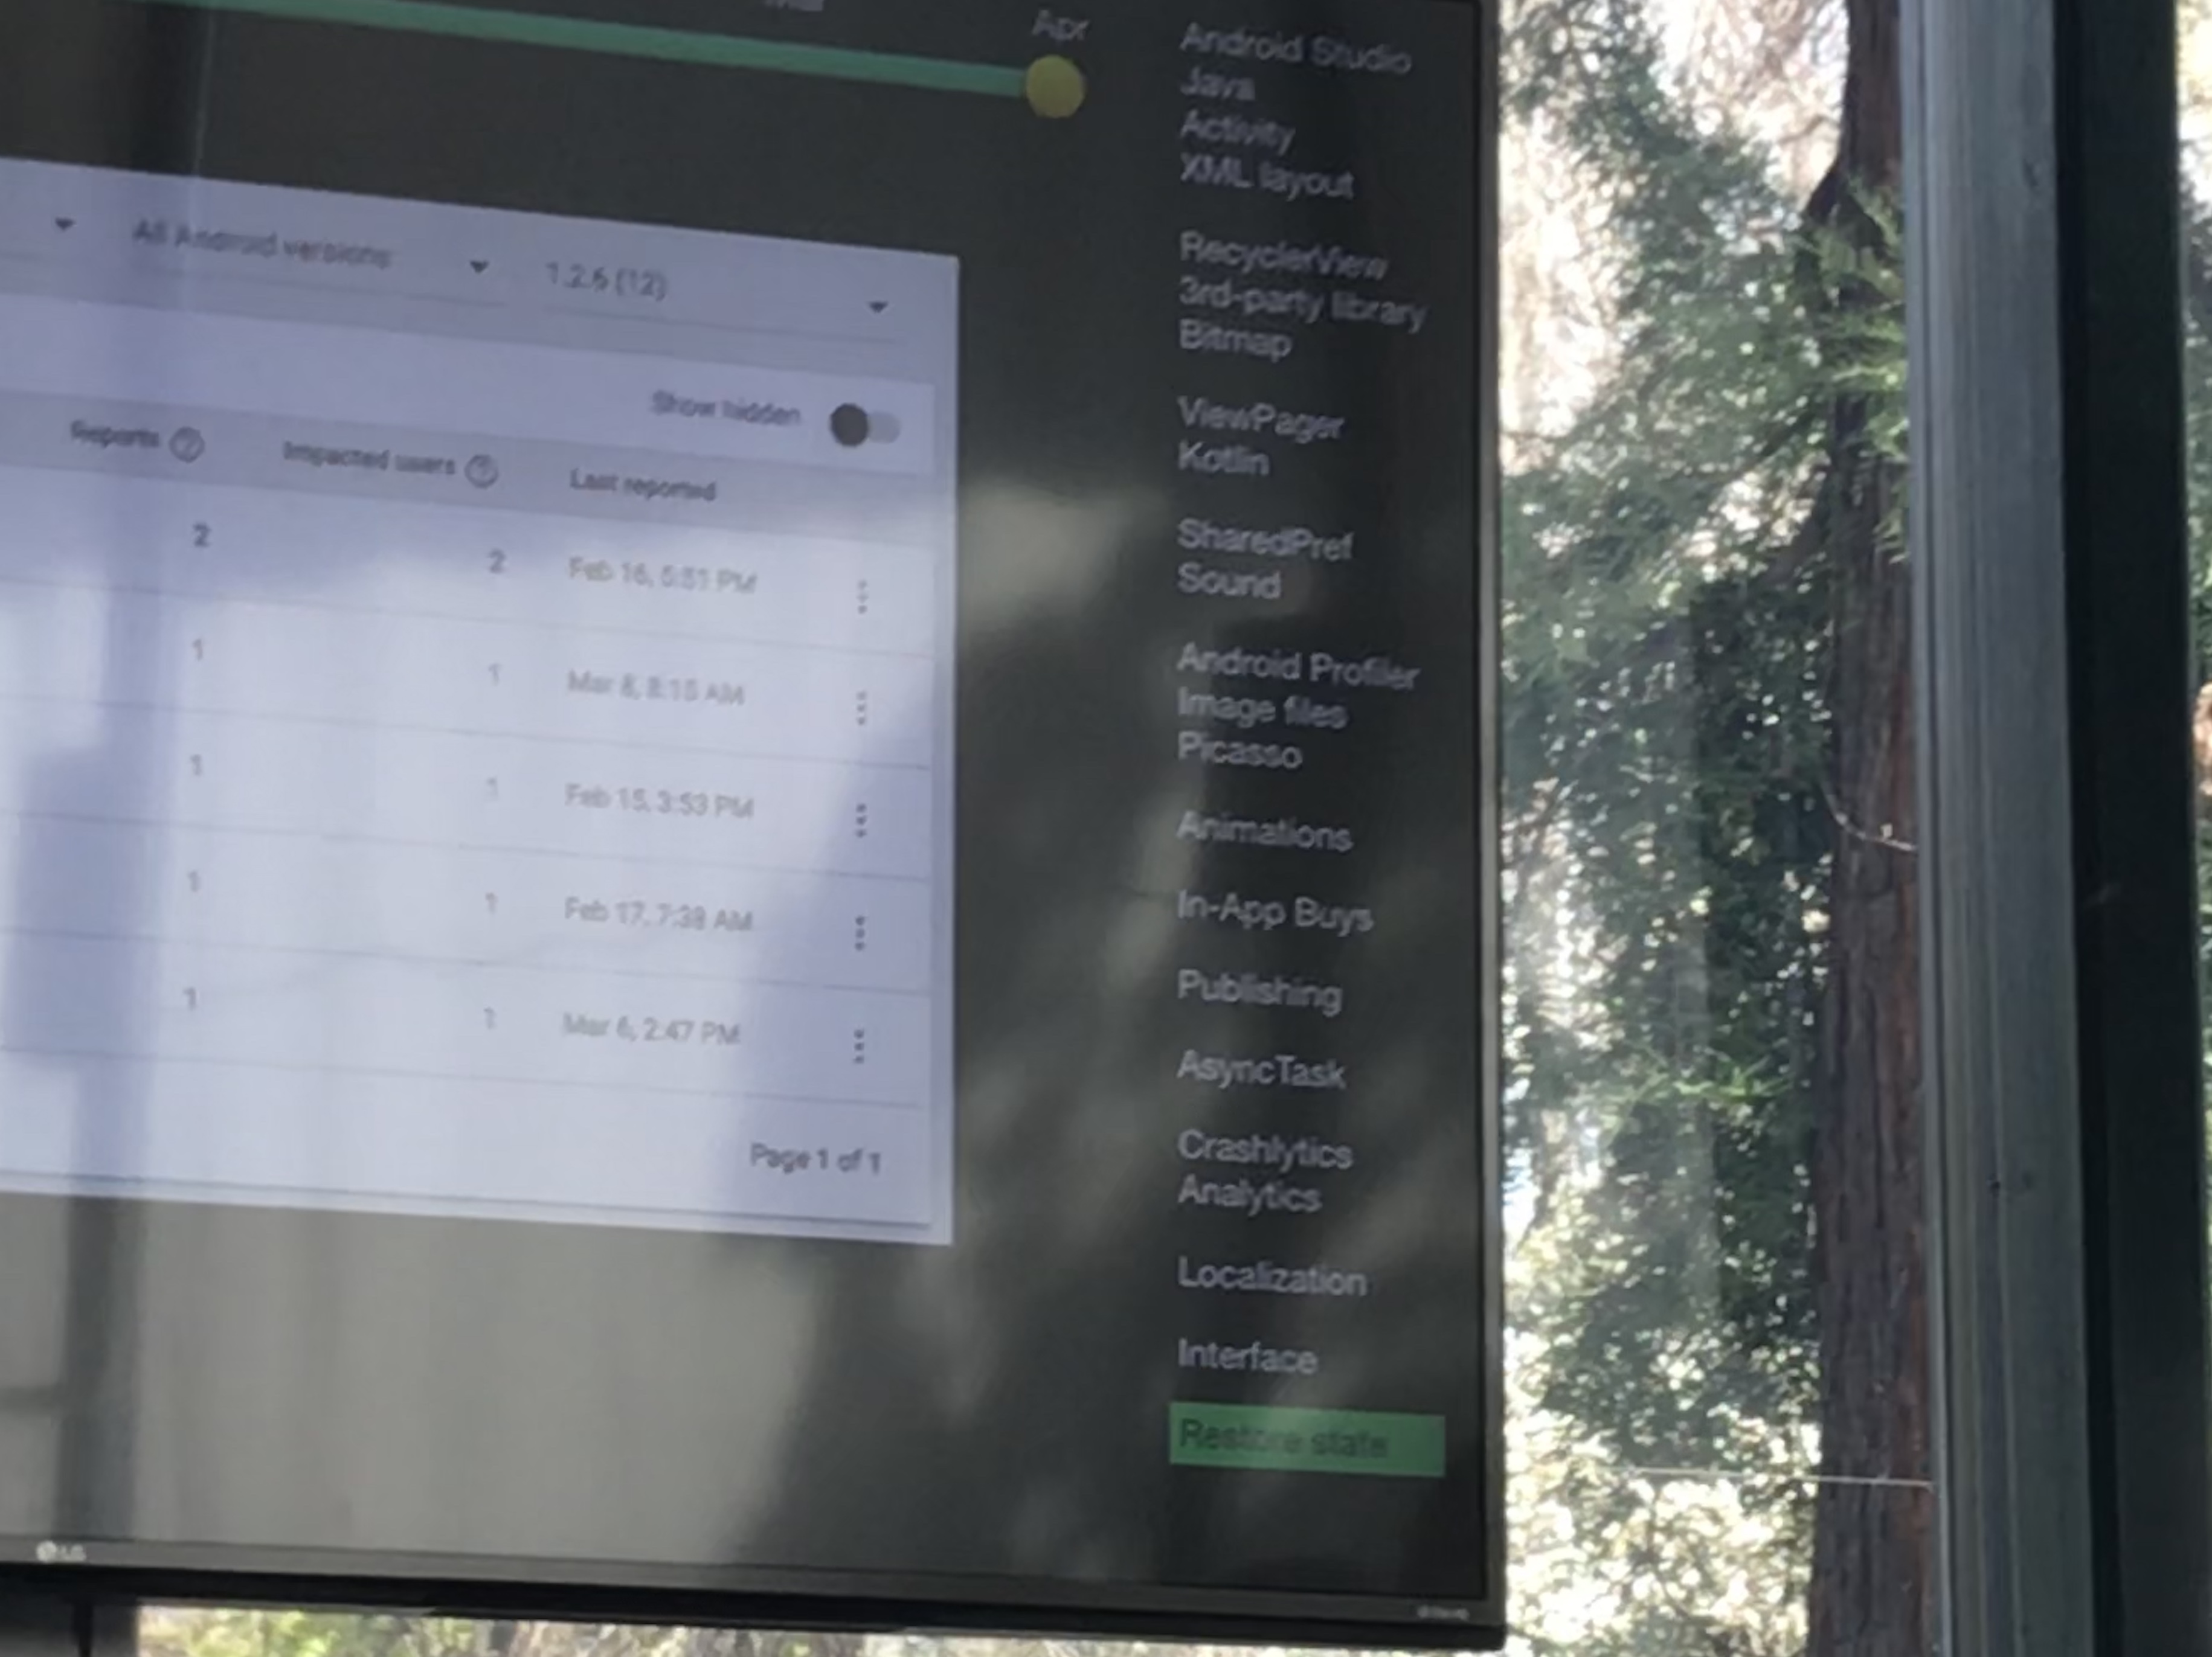 Apr
All Android versions
1.2.6 (12)
Show hidden
Reports
Impacted users
Last reported
2
2
Feb 16, 5:51 PM
1
1
Mar 8, 8:15 AM
1
1
Feb 15, 3:53 PM
1
1
Feb 17, 7:38 AM
1
1
Mar 6, 2:47 PM
Page 1 of 1
Android Studio
Java
Activity
XML layout
RecyclerView
3rd-party library
Bitmap
ViewPager
Kotlin
SharedPref
Sound
Android Profiler
Image files
Picasso
Animations
In-App Buys
Publishing
AsyncTask
Crashlytics
Analytics
Localization
Interface
Restore state
LG